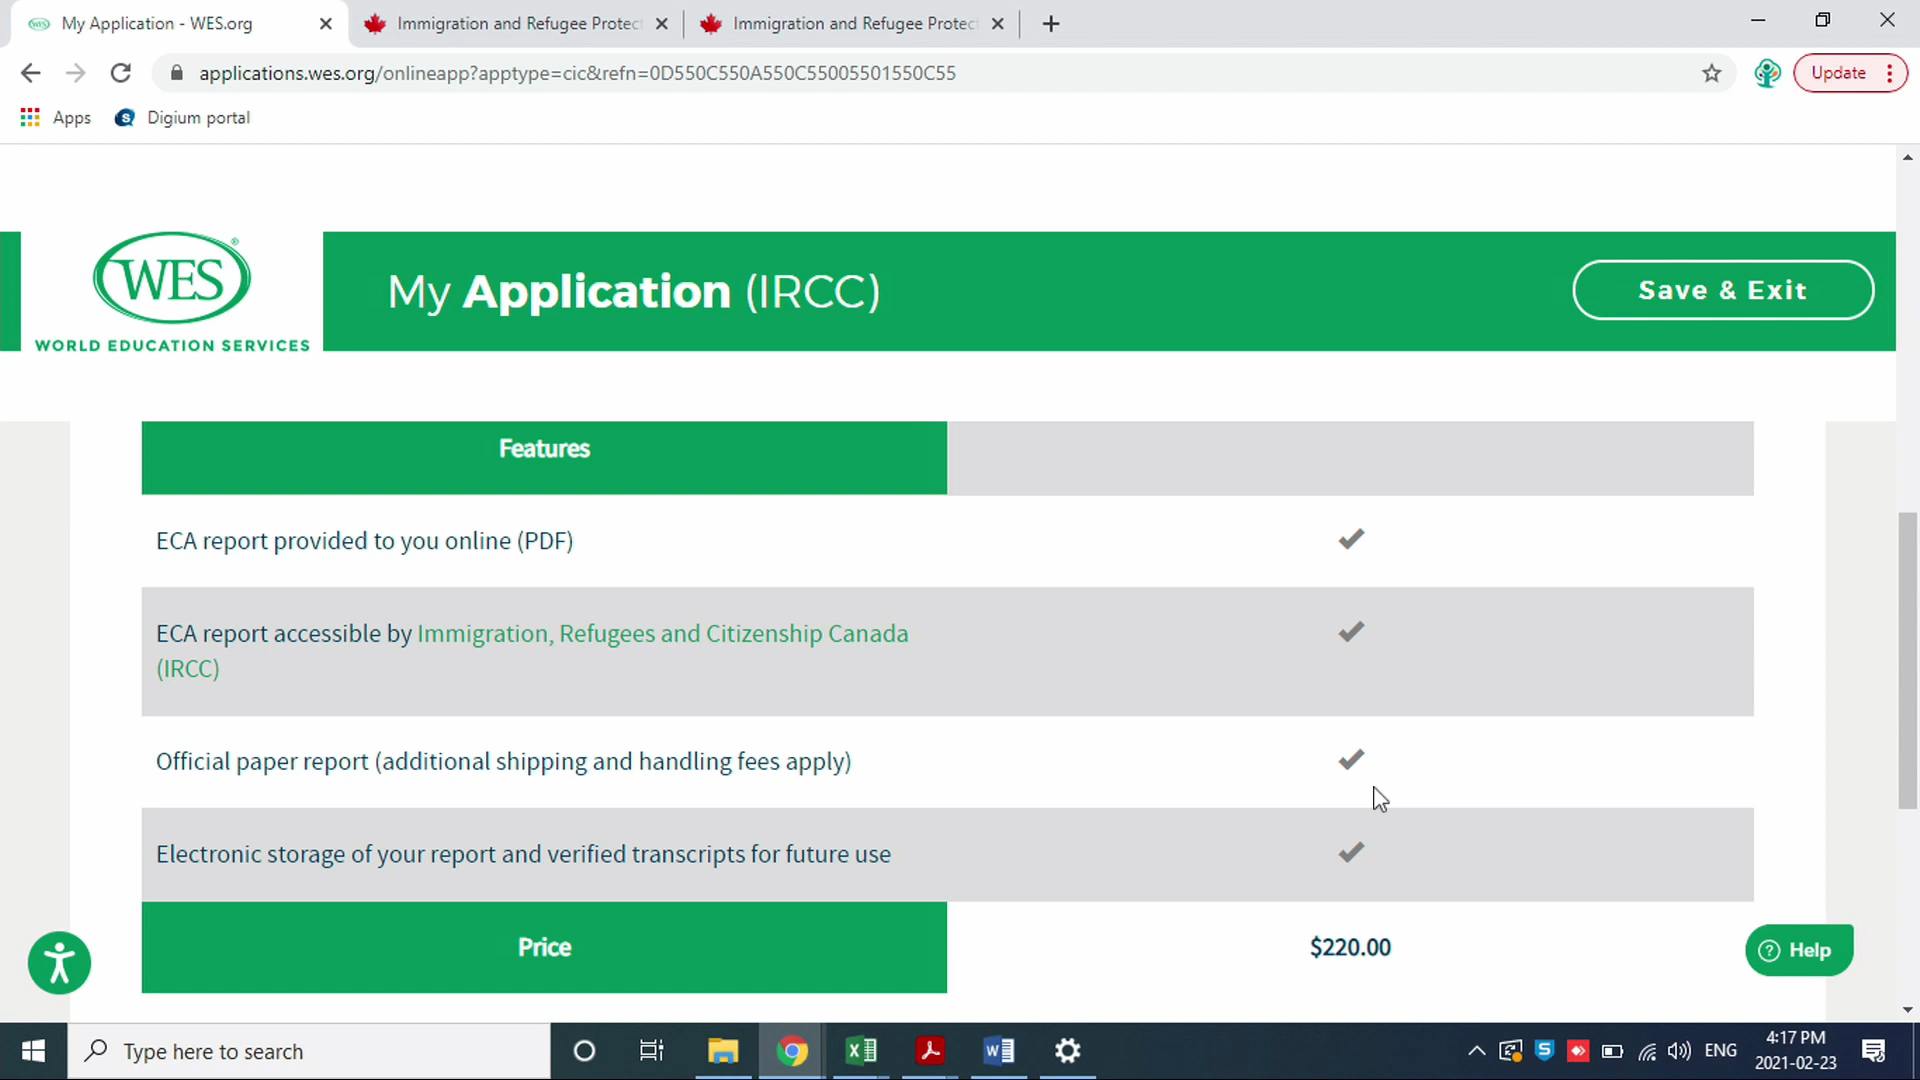 My Application - WES.org
Immigration and Refugee Protec
Immigration and Refugee Protec
applications.wes.org/onlineapp?apptype=cic&refn=0D550C550A550C55005501550C55
Update
Apps
Digium portal
WES
®
WORLD EDUCATION SERVICES
My Application (IRCC)
Save & Exit
Features
ECA report provided to you online (PDF)
ECA report accessible by Immigration, Refugees and Citizenship Canada
(IRCC)
Official paper report (additional shipping and handling fees apply)
Electronic storage of your report and verified transcripts for future use
Price
$220.00
Help
Type here to search
ENG
4:17 PM
2021-02-23